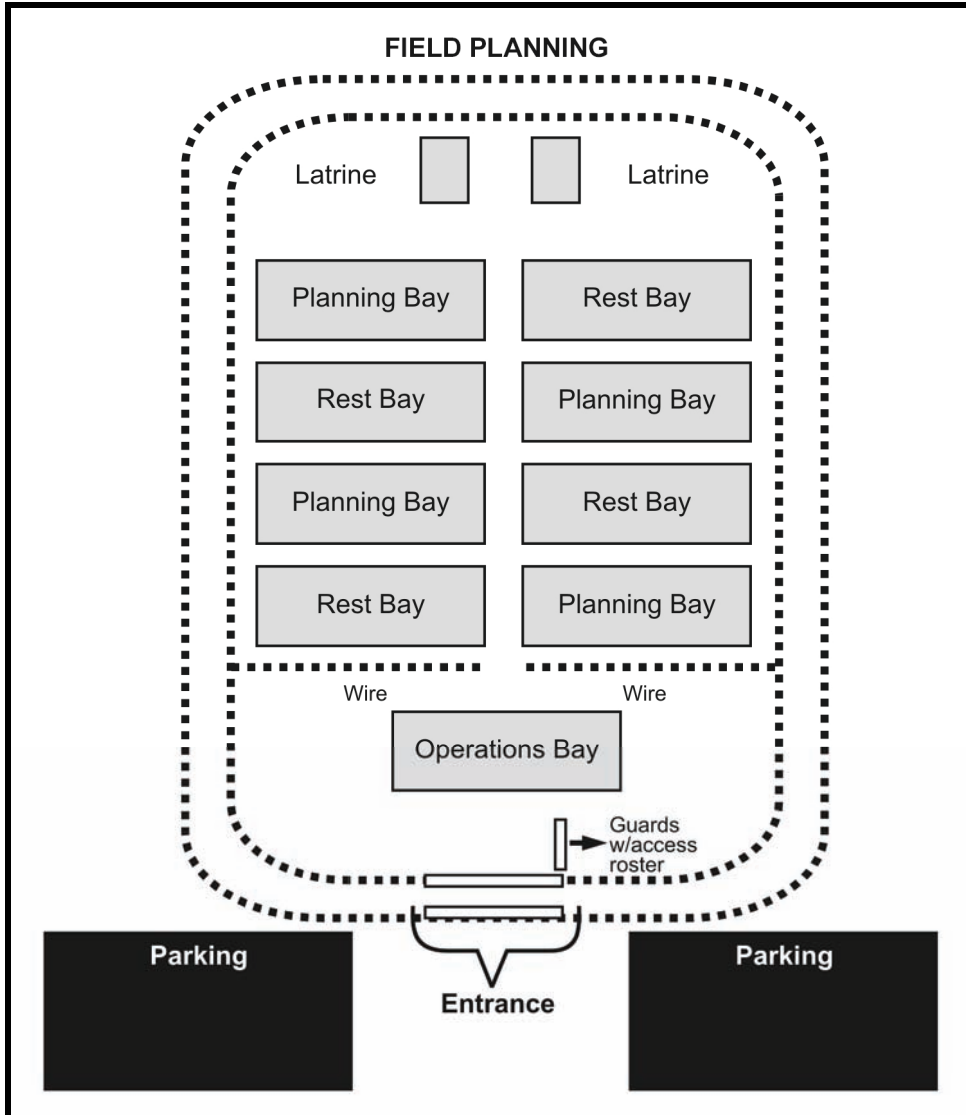 FIELD PLANNING
Latrine
Latrine
Planning Bay
Rest Bay
Rest Bay
Planning Bay
Planning Bay
Rest Bay
Rest Bay
Planning Bay
Wire
Wire
Operations Bay
Guards
w/access
roster
Parking
Parking
Entrance